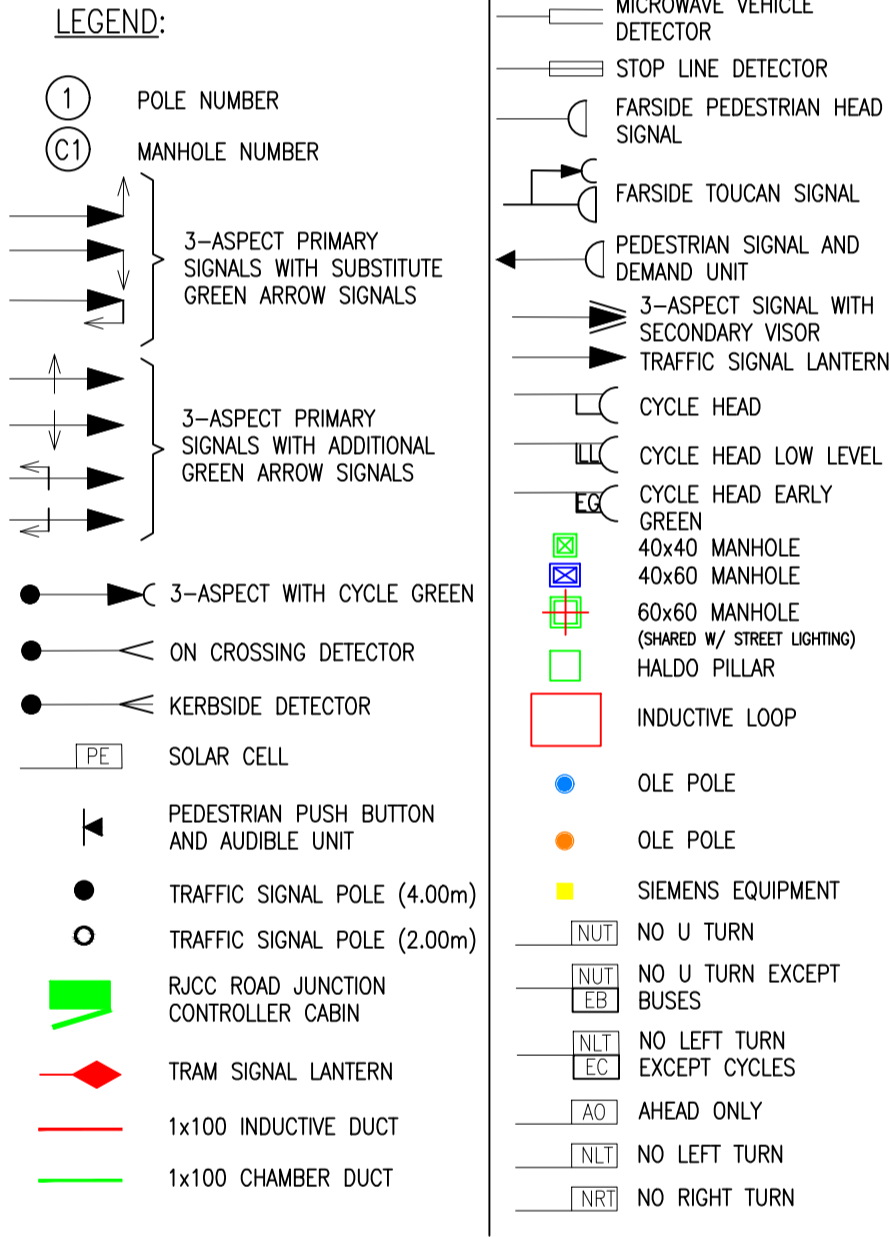 LEGEND:
1 POLE NUMBER
C1 MANHOLE NUMBER
3-ASPECT PRIMARY
SIGNALS WITH SUBSTITUTE
GREEN ARROW SIGNALS
3-ASPECT PRIMARY
SIGNALS WITH ADDITIONAL
GREEN ARROW SIGNALS
3-ASPECT WITH CYCLE GREEN
ON CROSSING DETECTOR
KERBSIDE DETECTOR
PE SOLAR CELL
PEDESTRIAN PUSH BUTTON
AND AUDIBLE UNIT
TRAFFIC SIGNAL POLE (4.00m)
TRAFFIC SIGNAL POLE (2.00m)
RJCC ROAD JUNCTION
CONTROLLER CABIN
TRAM SIGNAL LANTERN
1x100 INDUCTIVE DUCT
1x100 CHAMBER DUCT
MICROWAVE VEHICLE
DETECTOR
STOP LINE DETECTOR
FARSIDE PEDESTRIAN HEAD
SIGNAL
FARSIDE TOUCAN SIGNAL
PEDESTRIAN SIGNAL AND
DEMAND UNIT
3-ASPECT SIGNAL WITH
SECONDARY VISOR
TRAFFIC SIGNAL LANTERN
CYCLE HEAD
LL CYCLE HEAD LOW LEVEL
EG CYCLE HEAD EARLY
GREEN
40x40 MANHOLE
40x60 MANHOLE
60x60 MANHOLE
(SHARED W/ STREET LIGHTING)
HALDO PILLAR
INDUCTIVE LOOP
OLE POLE
OLE POLE
SIEMENS EQUIPMENT
NUT NO U TURN
NUT NO U TURN EXCEPT
EB BUSES
NLT NO LEFT TURN
EC EXCEPT CYCLES
AO AHEAD ONLY
NLT NO LEFT TURN
NRT NO RIGHT TURN